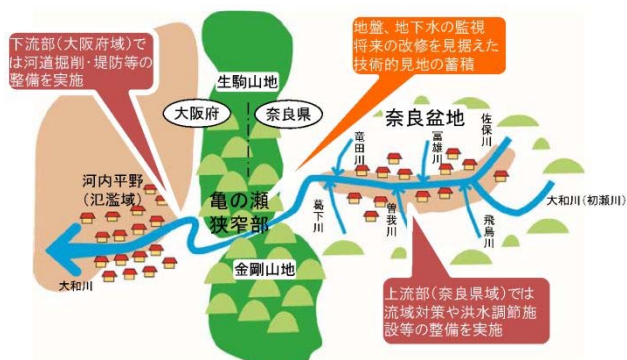 下流部(大阪府域)で
は河道掘削・堤防等の
整備を実施
地盤、地下水の監視
将来の改修を見据えた
技術的見地の蓄積
生駒山地
大阪府
奈良県
奈良盆地
佐保川
富雄川
竜田川
河内平野
(氾濫域)
亀の瀬
狭窄部
大和川(初瀬川)
葛下川
曽我川
飛鳥川
金剛山地
大和川
上流部(奈良県域)では
流域対策や洪水調節施
設等の整備を実施